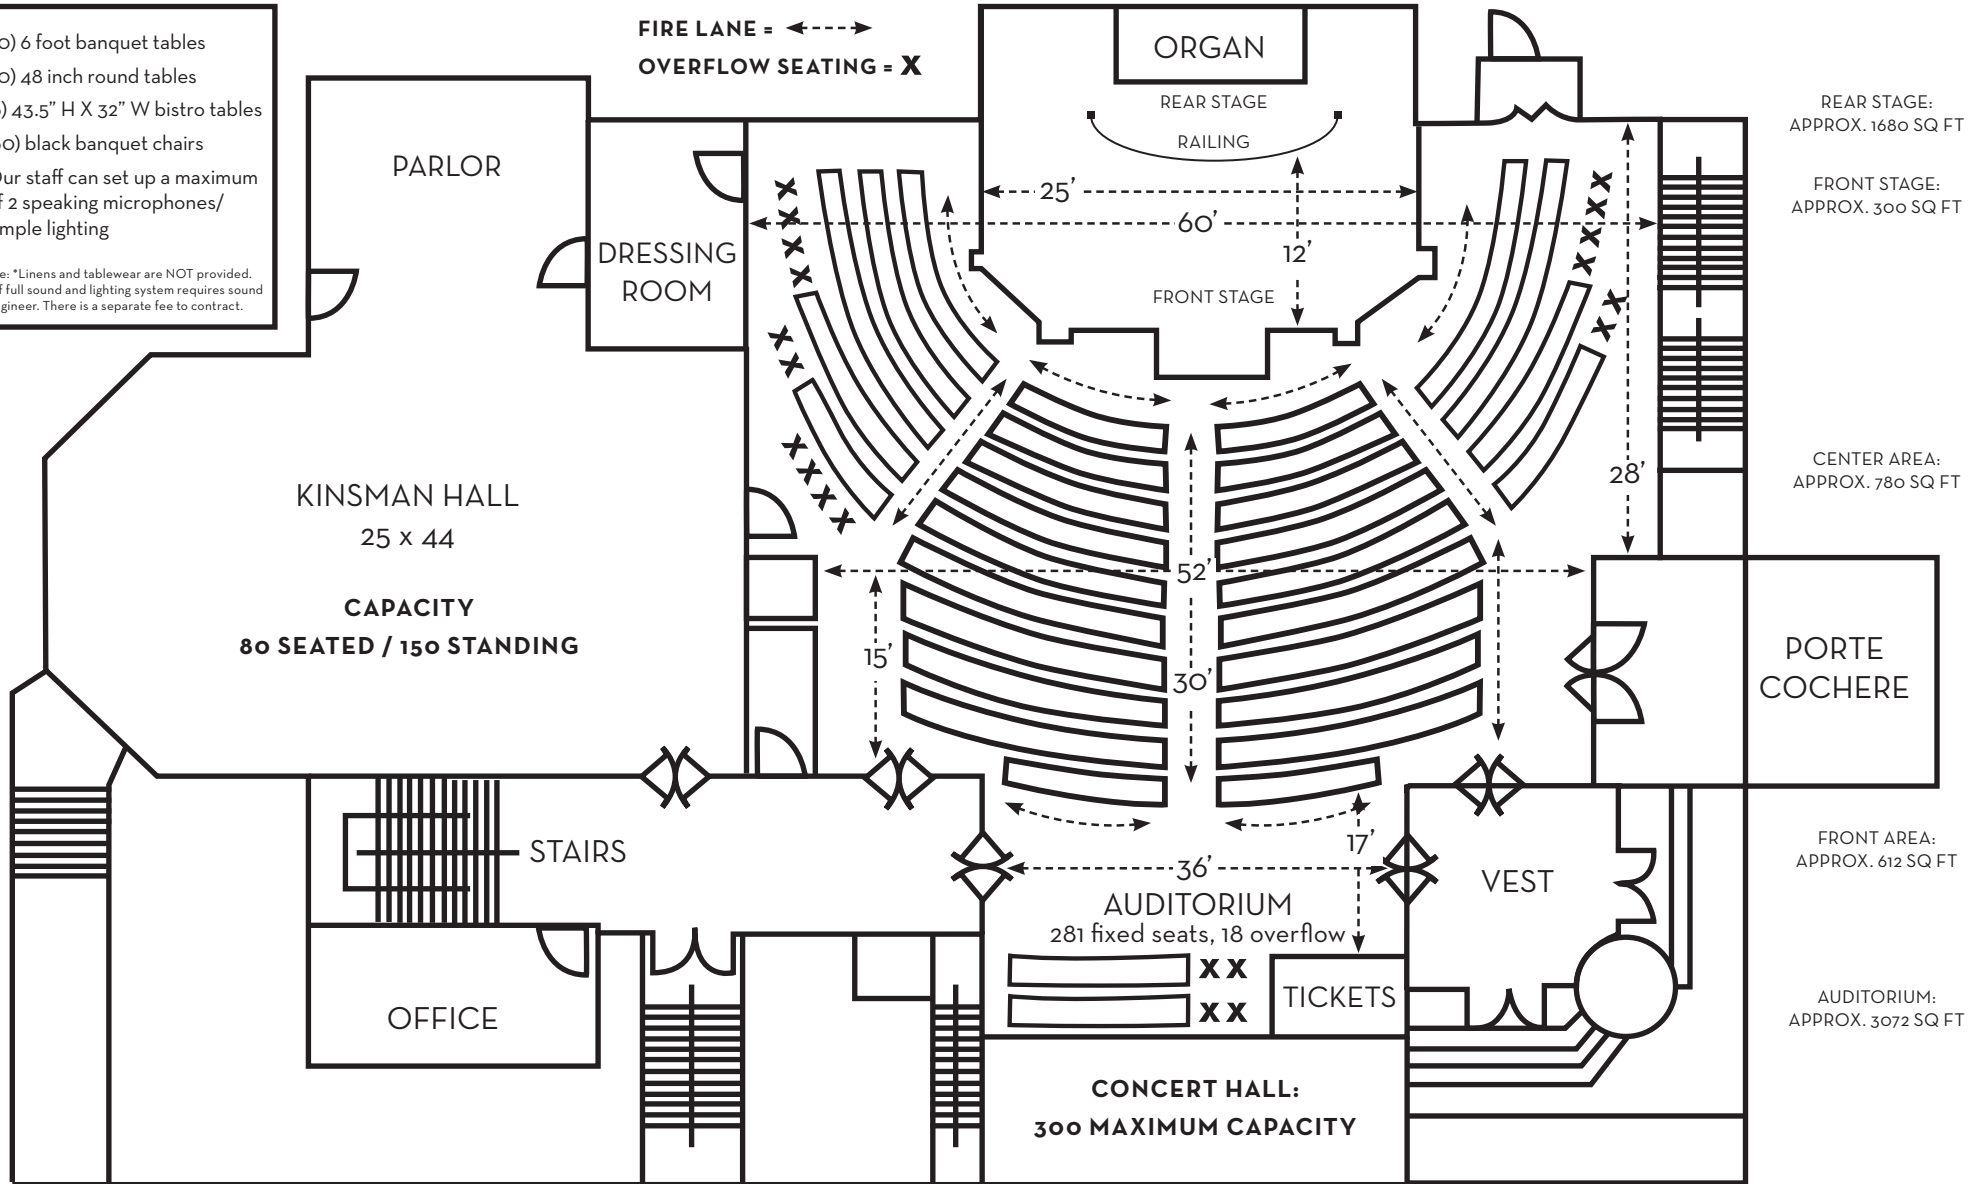 6 foot banquet tables
48 inch round tables
43.5” H X 32” W bistro tables
black banquet chairs
staff can set up a maximum
2 speaking microphones/
lighting
*Linens and tablewear are NOT provided.
full sound and lighting system requires sound
There is a separate fee to contract.
FIRE LANE =
OVERFLOW SEATING = X
ORGAN
REAR STAGE
RAILING
25’
60’
12’
FRONT STAGE
PARLOR
DRESSING
ROOM
KINSMAN HALL
25 x 44
CAPACITY
80 SEATED / 150 STANDING
28’
52’
15’
30’
PORTE
COCHERE
STAIRS
17’
36’
VEST
AUDITORIUM
281 fixed seats, 18 overflow
X X
X X
TICKETS
OFFICE
CONCERT HALL:
300 MAXIMUM CAPACITY
REAR STAGE:
APPROX. 1680 SQ FT
FRONT STAGE:
APPROX. 300 SQ FT
CENTER AREA:
APPROX. 780 SQ FT
FRONT AREA:
APPROX. 612 SQ FT
AUDITORIUM:
APPROX. 3072 SQ FT